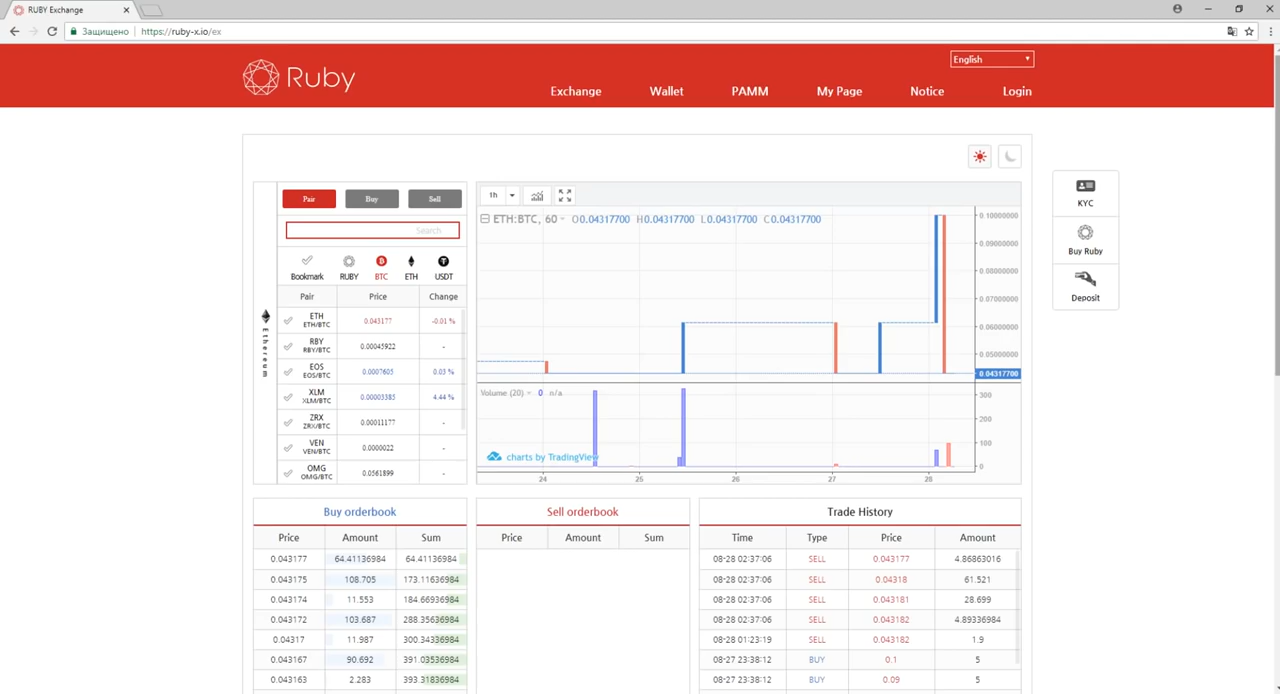 RUBY Exchange
Защищено https://ruby-x.io/ex
English
Ruby
Exchange Wallet PAMM My Page Notice Login
Pair Buy Sell
Search
Bookmark RUBY BTC ETH USDT
Pair Price Change
ETH
ETH/BTC 0.043177 -0.01 %
RBY
RBY/BTC 0.00045922 -
EOS
EOS/BTC 0.0007605 0.03 %
XLM
XLM/BTC 0.00003385 4.44 %
ZRX
ZRX/BTC 0.00011177 -
VEN
VEN/BTC 0.0000022 -
OMG
OMG/BTC 0.0561899 -
Ethereum
1h
ETH:BTC, 60 O0.04317700 H0.04317700 L0.04317700 C0.04317700
0.10000000
0.09000000
0.08000000
0.07000000
0.06000000
0.05000000
0.04317700
Volume (20) 0 n/a
300
200
100
0
charts by TradingView
24 25 26 27 28
KYC
Buy Ruby
Deposit
Buy orderbook
Price Amount Sum
0.043177 64.41136984 64.41136984
0.043175 108.705 173.11636984
0.043174 11.553 184.66936984
0.043172 103.687 288.35636984
0.04317 11.987 300.34336984
0.043167 90.692 391.03536984
0.043163 2.283 393.31836984
Sell orderbook
Price Amount Sum
Trade History
Time Type Price Amount
08-28 02:37:06 SELL 0.043177 4.86863016
08-28 02:37:06 SELL 0.04318 61.521
08-28 02:37:06 SELL 0.043181 28.699
08-28 02:37:06 SELL 0.043182 4.89336984
08-28 01:23:19 SELL 0.043182 1.9
08-27 23:38:12 BUY 0.1 5
08-27 23:38:12 BUY 0.09 5